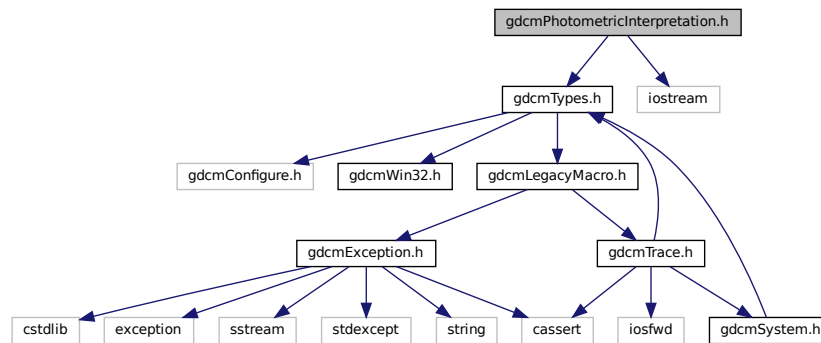 gdcmPhotometricInterpretation.h
gdcmTypes.h
iostream
gdcmConfigure.h
gdcmWin32.h
gdcmLegacyMacro.h
gdcmException.h
gdcmTrace.h
cstdlib
exception
sstream
stdexcept
string
cassert
iosfwd
gdcmSystem.h